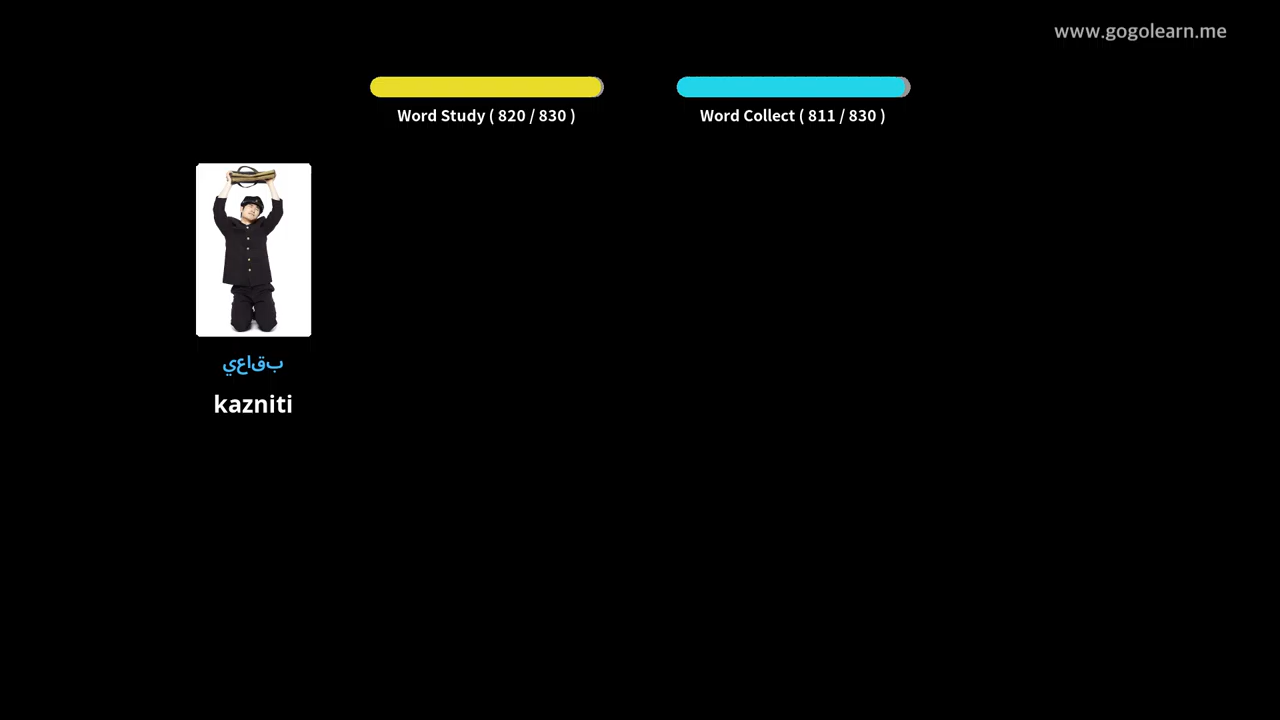 www.gogolearn.me
Word Study ( 820 / 830 )
Word Collect ( 811 / 830 )
بقاعي
kazniti